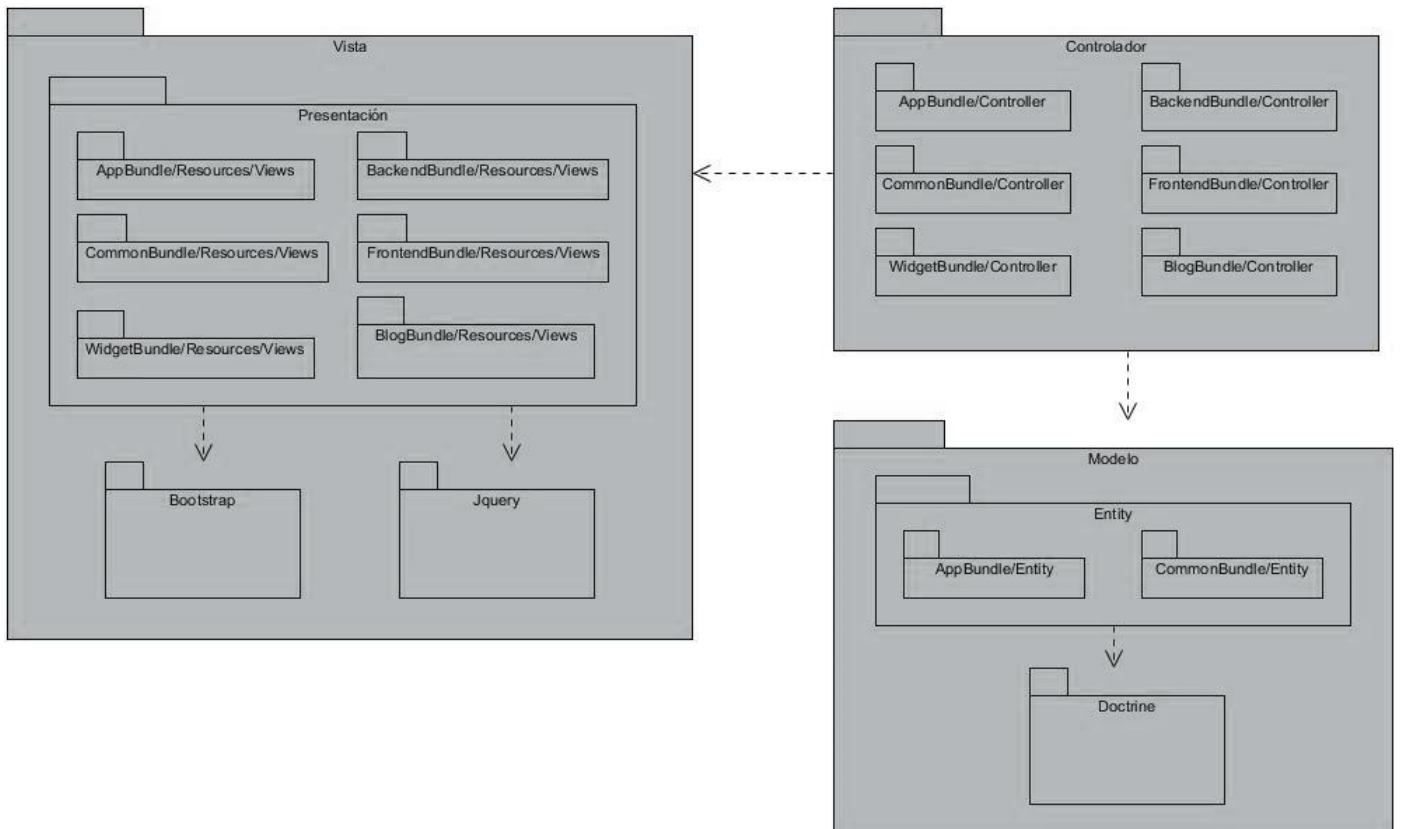 Vista
Presentación
AppBundle/Resources/Views
BackendBundle/Resources/Views
CommonBundle/Resources/Views
FrontendBundle/Resources/Views
WidgetBundle/Resources/Views
BlogBundle/Resources/Views
Bootstrap
Jquery
Controlador
AppBundle/Controller
BackendBundle/Controller
CommonBundle/Controller
FrontendBundle/Controller
WidgetBundle/Controller
BlogBundle/Controller
Modelo
Entity
AppBundle/Entity
CommonBundle/Entity
Doctrine